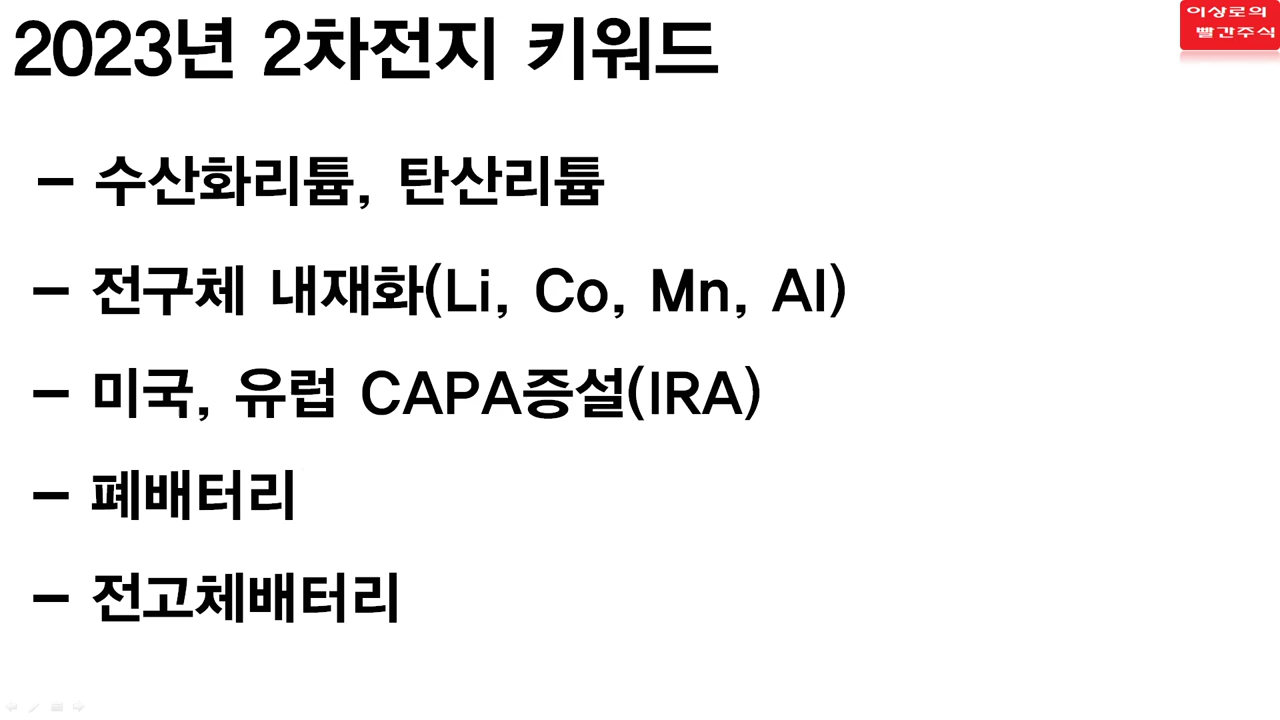 2023년 2차전지 키워드
이상로의
빨간주식
- 수산화리튬, 탄산리튬
- 전구체 내재화(Li, Co, Mn, Al)
- 미국, 유럽 CAPA증설(IRA)
- 폐배터리
- 전고체배터리